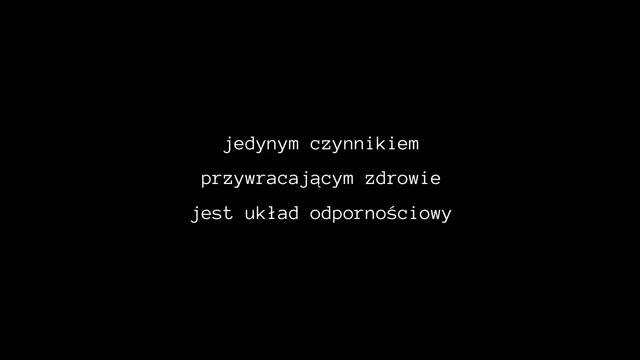 jedynym czynnikiem
przywracającym zdrowie
jest układ odpornościowy